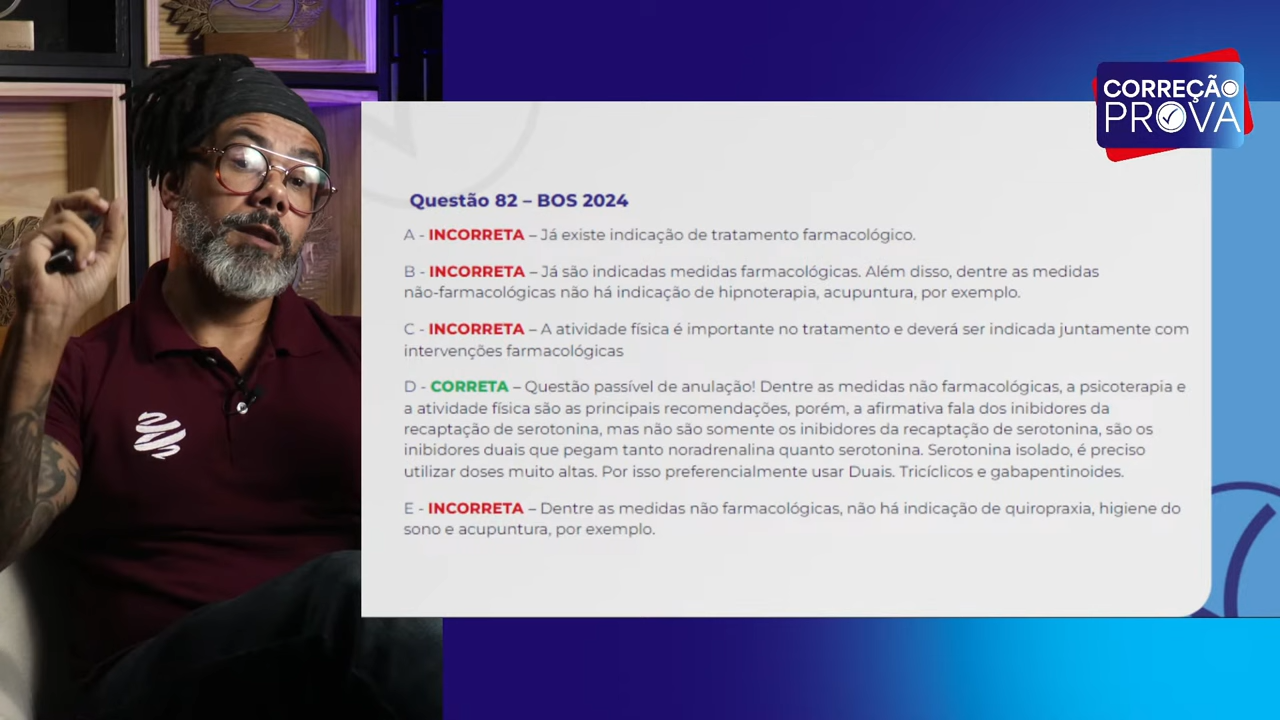 CORREÇÃO
PROVA
Questão 82 – BOS 2024
A - INCORRETA – Já existe indicação de tratamento farmacológico.
B - INCORRETA – Já são indicadas medidas farmacológicas. Além disso, dentre as medidas
não-farmacológicas não há indicação de hipnoterapia, acupuntura, por exemplo.
C - INCORRETA – A atividade física é importante no tratamento e deverá ser indicada juntamente com
intervenções farmacológicas
D - CORRETA – Questão passível de anulação! Dentre as medidas não farmacológicas, a psicoterapia e
a atividade física são as principais recomendações, porém, a afirmativa fala dos inibidores da
recaptação de serotonina, mas não são somente os inibidores da recaptação de serotonina, são os
inibidores duais que pegam tanto noradrenalina quanto serotonina. Serotonina isolado, é preciso
utilizar doses muito altas. Por isso preferencialmente usar Duais. Tricíclicos e gabapentinoides.
E - INCORRETA – Dentre as medidas não farmacológicas, não há indicação de quiropraxia, higiene do
sono e acupuntura, por exemplo.